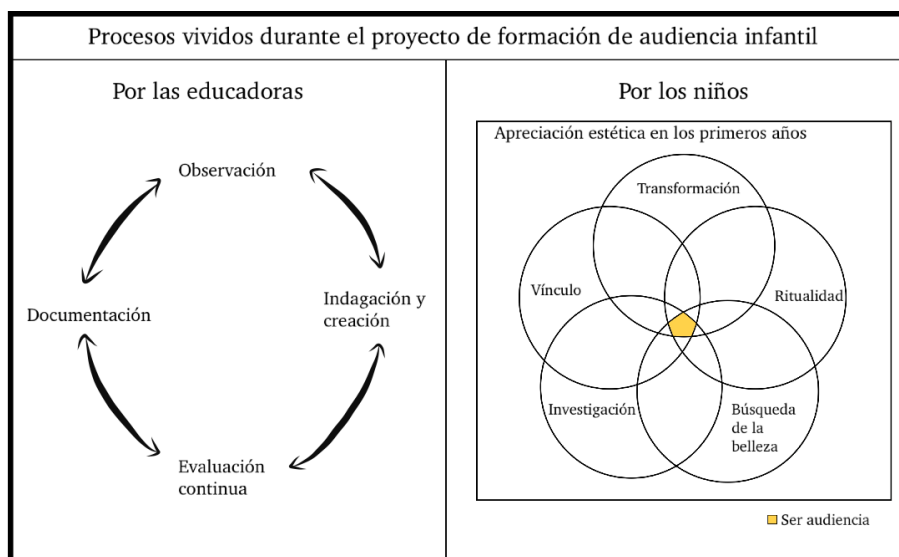 Procesos vividos durante el proyecto de formación de audiencia infantil
Por las educadoras
Observación
Documentación
Indagación y
creación
Evaluación
continua
Por los niños
Apreciación estética en los primeros años
Transformación
Vínculo
Ritualidad
Investigación
Búsqueda
de la
belleza
Ser audiencia